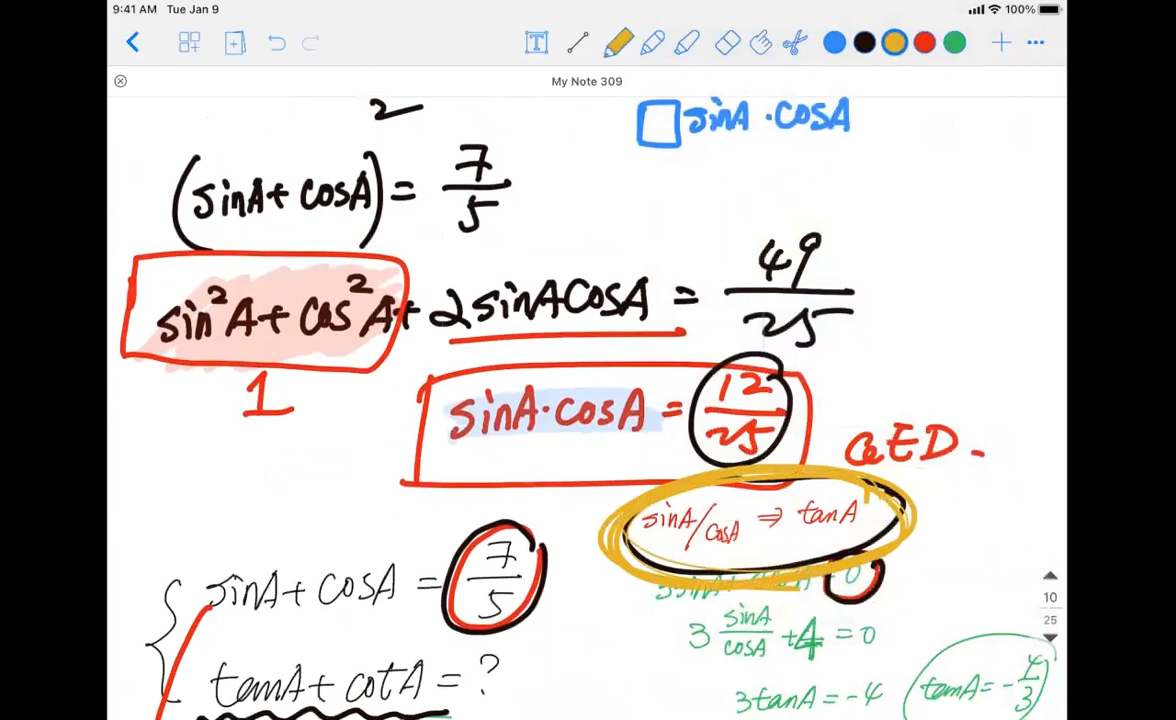 9:41 AM Tue Jan 9
100%
My Note 309
□ sinA · cosA
(sinA + cosA)² = 7/5
sin²A + cos²A + 2sinAcosA = 49/25
1
sinA·cosA = 12/25
QED.
sinA/cosA ⇒ tanA
= 0
sinA + cosA = 7/5
3 sinA/cosA + 4 = 0
10
25
tanA + cotA = ?
3tanA = -4
tanA = -4/3